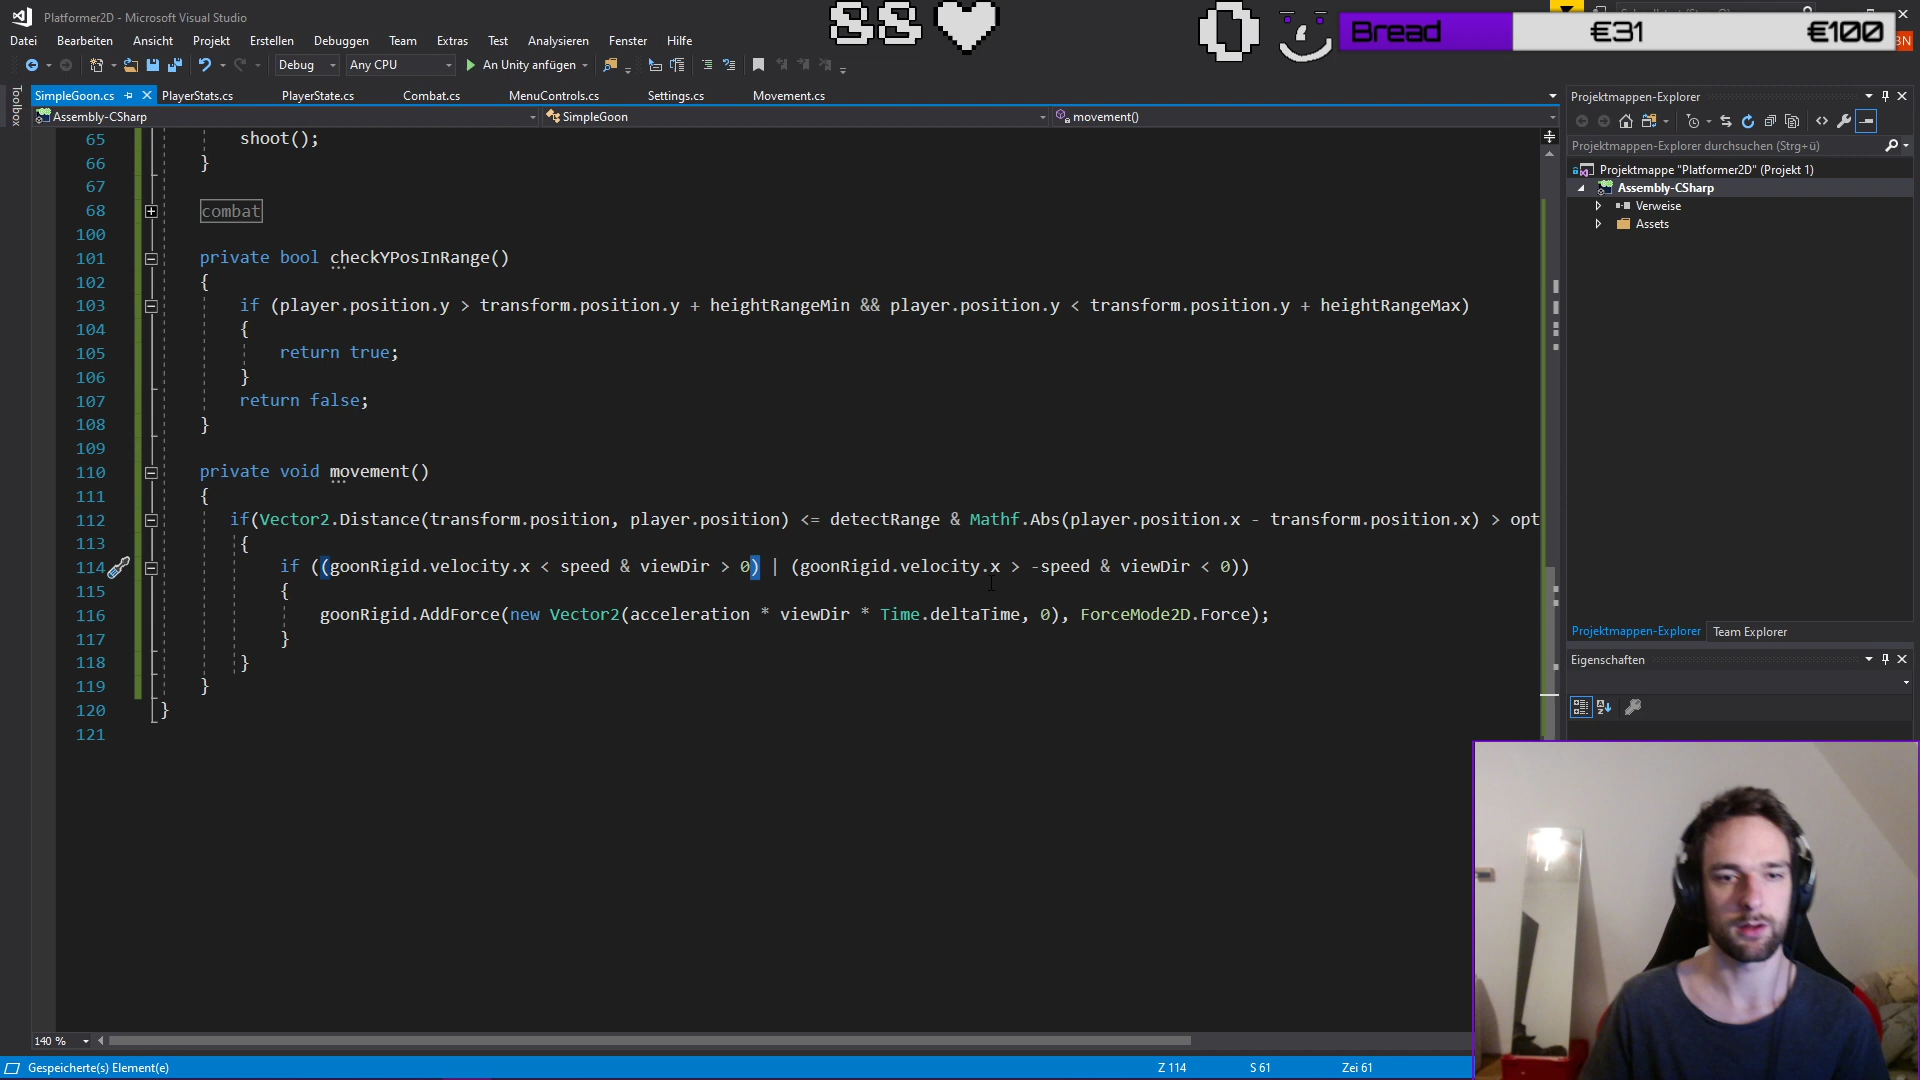 Platformer2D - Microsoft Visual Studio
88
0
Bread €31 €100
Datei Bearbeiten Ansicht Projekt Erstellen Debuggen Team Extras Test Analysieren Fenster Hilfe
Debug Any CPU An Unity anfügen
Toolbox
SimpleGoon.cs PlayerStats.cs PlayerState.cs Combat.cs MenuControls.cs Settings.cs Movement.cs
Assembly-CSharp SimpleGoon movement()
65 shoot();
66 }
67
68 combat
100
101 private bool checkYPosInRange()
102 {
103 if (player.position.y > transform.position.y + heightRangeMin && player.position.y < transform.position.y + heightRangeMax)
104 {
105 return true;
106 }
107 return false;
108 }
109
110 private void movement()
111 {
112 if(Vector2.Distance(transform.position, player.position) <= detectRange & Mathf.Abs(player.position.x - transform.position.x) > opt
113 {
114 if ((goonRigid.velocity.x < speed & viewDir > 0) | (goonRigid.velocity.x > -speed & viewDir < 0))
115 {
116 goonRigid.AddForce(new Vector2(acceleration * viewDir * Time.deltaTime, 0), ForceMode2D.Force);
117 }
118 }
119 }
120 }
121
140 %
Gespeicherte(s) Element(e) Z 114 S 61 Zei 61
Projektmappen-Explorer
Projektmappen-Explorer durchsuchen (Strg+ü)
Projektmappe "Platformer2D" (Projekt 1)
Assembly-CSharp
Verweise
Assets
Projektmappen-Explorer Team Explorer
Eigenschaften